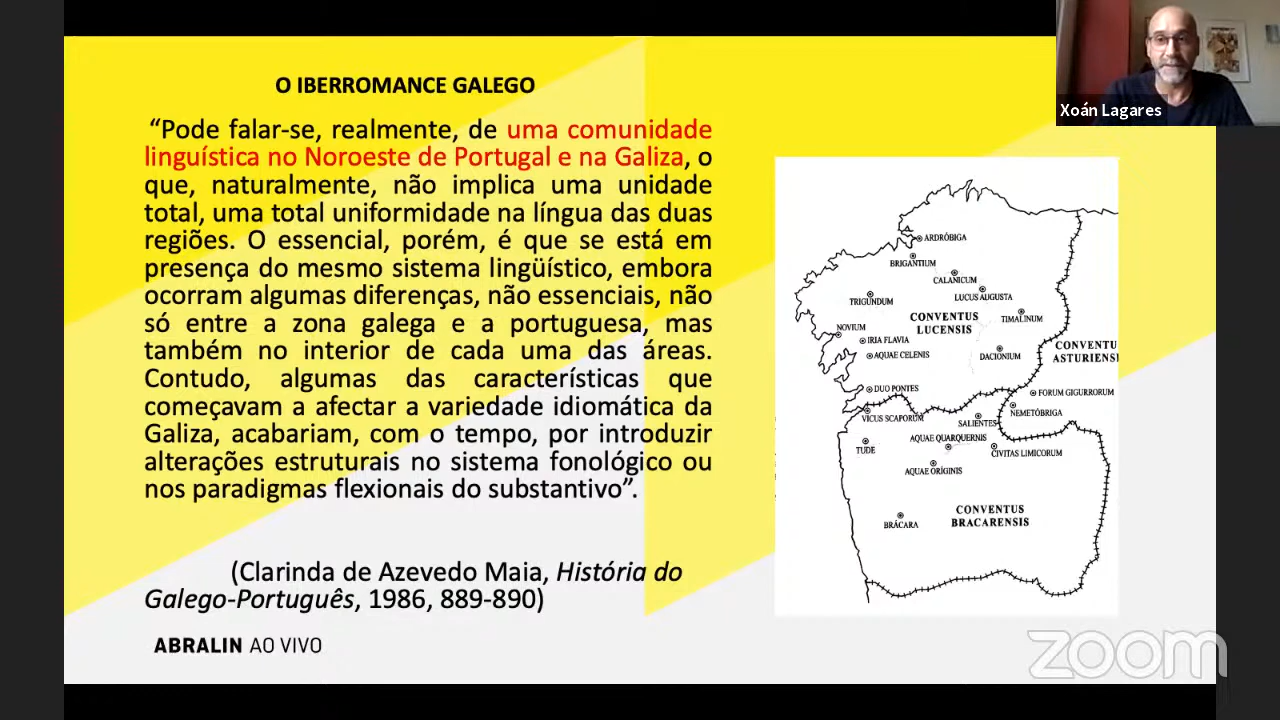 O IBERROMANCE GALEGO
“Pode falar-se, realmente, de uma comunidade
linguística no Noroeste de Portugal e na Galiza, o
que, naturalmente, não implica uma unidade
total, uma total uniformidade na língua das duas
regiões. O essencial, porém, é que se está em
presença do mesmo sistema lingüístico, embora
ocorram algumas diferenças, não essenciais, não
só entre a zona galega e a portuguesa, mas
também no interior de cada uma das áreas.
Contudo, algumas das características que
começavam a afectar a variedade idiomática da
Galiza, acabariam, com o tempo, por introduzir
alterações estruturais no sistema fonológico ou
nos paradigmas flexionais do substantivo”.
(Clarinda de Azevedo Maia, História do
Galego-Português, 1986, 889-890)
ABRALIN AO VIVO
Xoán Lagares
ARDRÓBIGA
BRIGANTIUM
CALANICUM
TRIGUNDUM
LUCUS AUGUSTA
CONVENTUS
LUCENSIS
TIMALINUM
NOVIUM
IRIA FLAVIA
AQUAE CELENIS
DACIONIUM
CONVENTU
ASTURIENS
DUO PONTES
FORUM GIGURRORUM
VICUS SCAPORUM
SALIENTES
NEMETÓBRIGA
TUDE
AQUAE QUARQUERNIS
CIVITAS LIMICORUM
AQUAE ORÍGINIS
CONVENTUS
BRACARENSIS
BRÁCARA
zoom